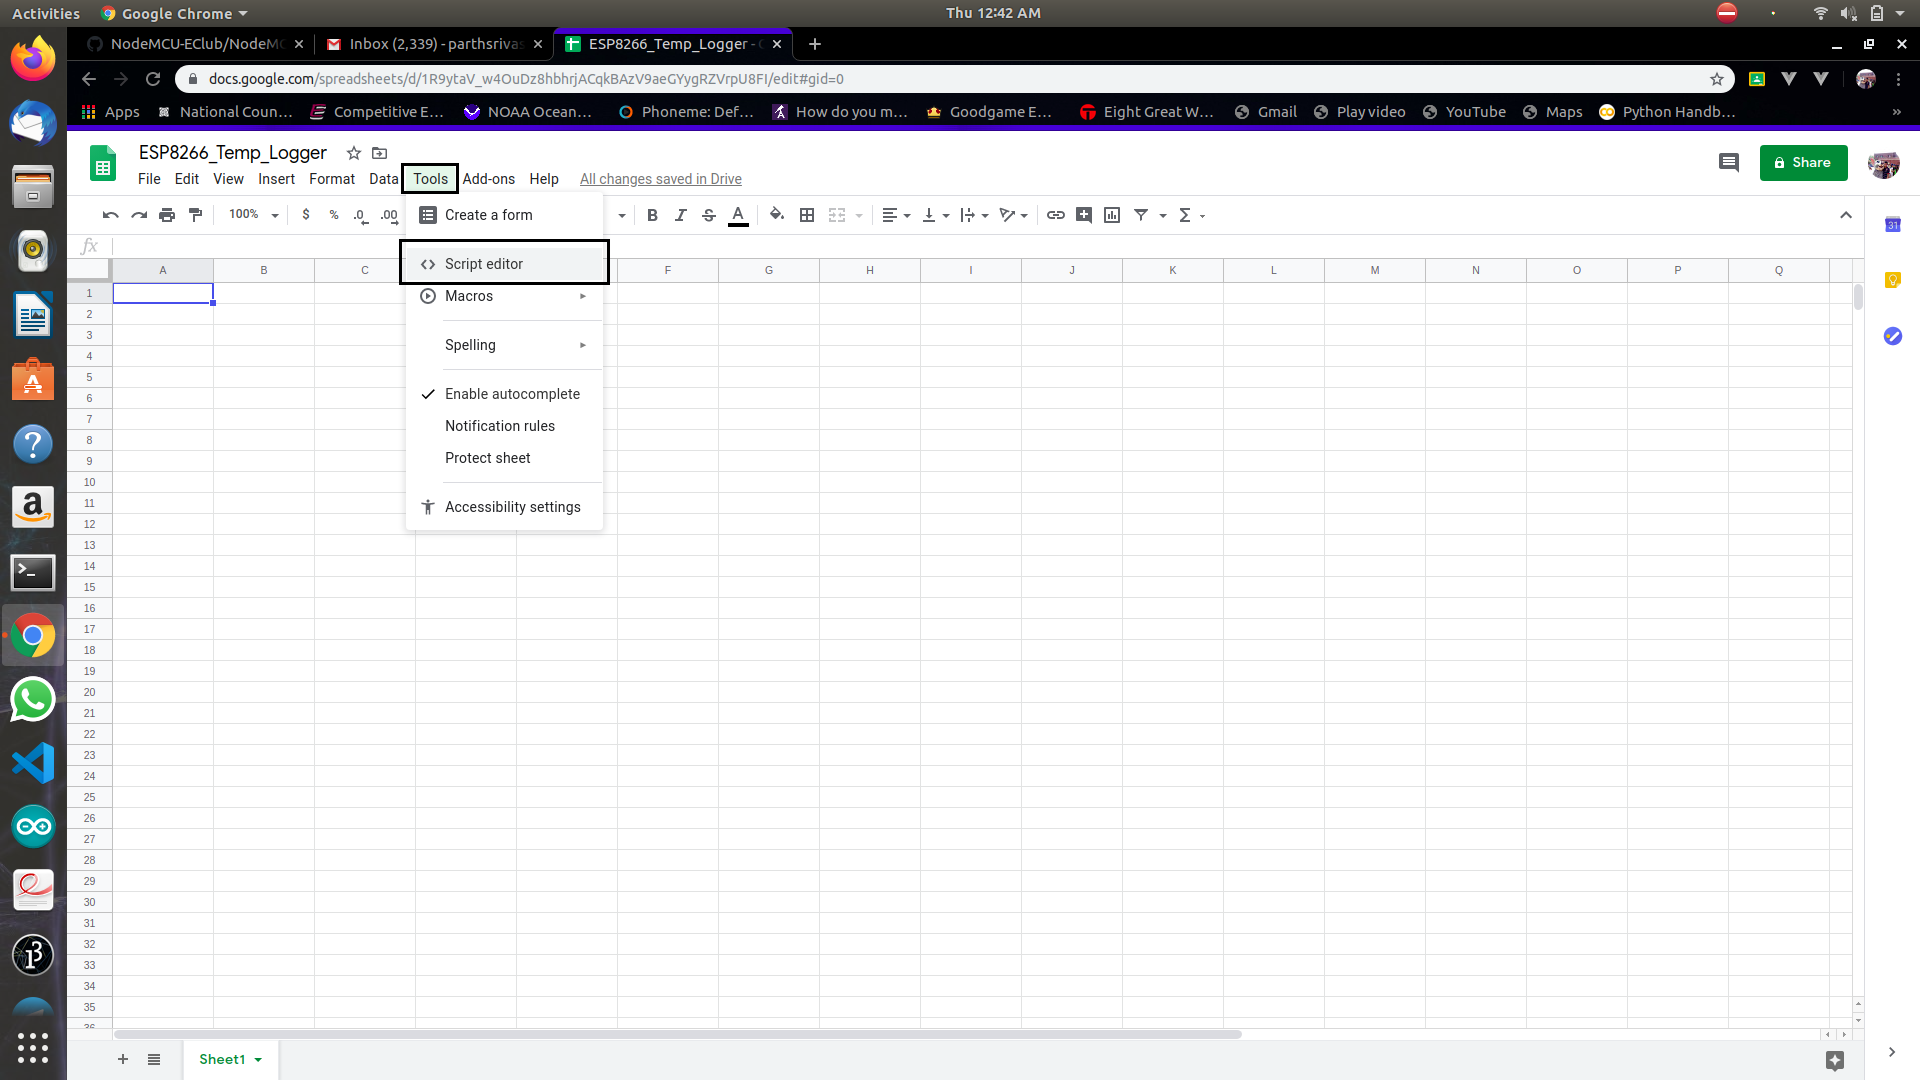 Activities Google Chrome Thu 12:42 AM
NodeMCU-EClub/NodeMC Inbox (2,339) - parthsrivas ESP8266_Temp_Logger - G
docs.google.com/spreadsheets/d/1R9ytaV_w4OuDz8hbhrjACqkBAzV9aeGYygRZVrpU8FI/edit#gid=0
Apps National Coun… Competitive E… NOAA Ocean… Phoneme: Def… How do you m… Goodgame E… Eight Great W… Gmail Play video YouTube Maps Python Handb… »
ESP8266_Temp_Logger
Share
File Edit View Insert Format Data Tools Add-ons Help All changes saved in Drive
100% $ % .0 .00 B I S A Σ
Create a form
fx
Script editor
A B C F G H I J K L M N O P Q
Macros
Spelling
Enable autocomplete
Notification rules
Protect sheet
Accessibility settings
1
2
3
4
5
6
7
8
9
10
11
12
13
14
15
16
17
18
19
20
21
22
23
24
25
26
27
28
29
30
31
32
33
34
35
36
+ Sheet1